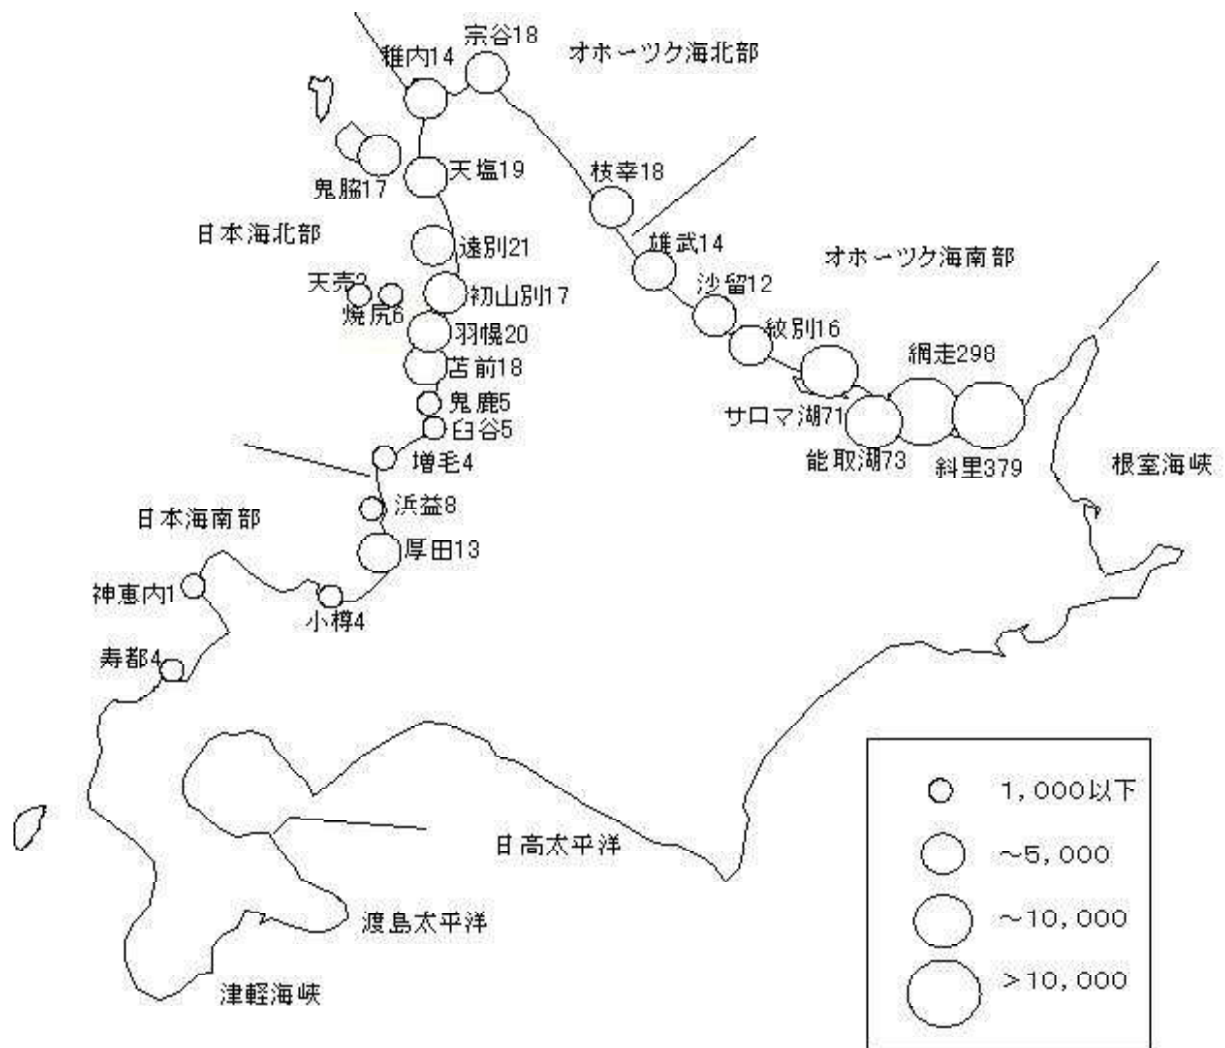 宗谷18
オホーツク海北部
稚内14
枝幸18
鬼脇17
天塩19
日本海北部
遠別21
雄武14
オホーツク海南部
天売2
初山別17
沙留12
焼尻6
羽幌20
紋別16
網走298
苫前18
鬼鹿5
サロマ湖71
臼谷5
能取湖73
斜里379
根室海峡
増毛4
浜益8
日本海南部
厚田13
神恵内1
小樽4
寿都4
1,000以下
日高太平洋
~5,000
渡島太平洋
~10,000
津軽海峡
>10,000